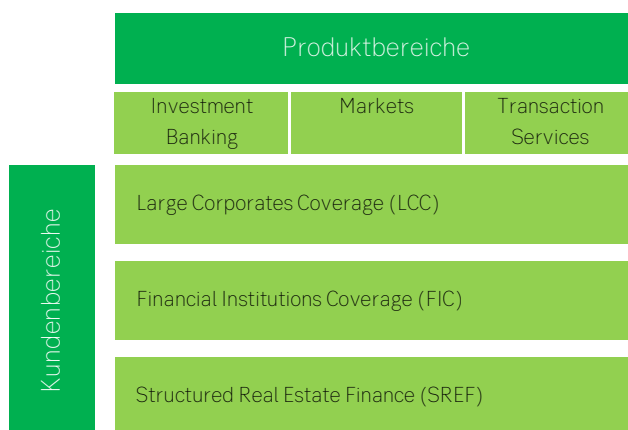 Produktbereiche
Investment
Banking
Markets
Transaction
Services
Kundenbereiche
Large Corporates Coverage (LCC)
Financial Institutions Coverage (FIC)
Structured Real Estate Finance (SREF)